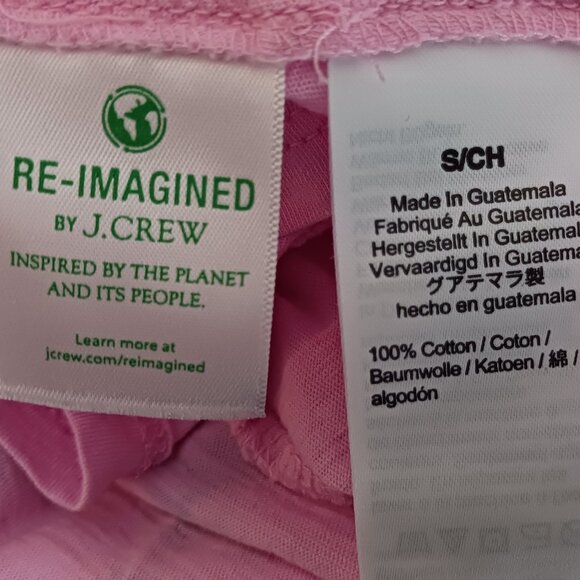 RE-IMAGINED
BY J.CREW
INSPIRED BY THE PLANET
AND ITS PEOPLE.
Learn more at
jcrew.com/reimagined
S/CH
Made In Guatemala
Fabriqué Au Guatemala
Hergestellt In Guatem
Vervaardigd In Guatema
グアテマラ製
hecho en guatemala
100% Cotton / Coton /
Baumwolle / Katoen / 綿 /
algodón